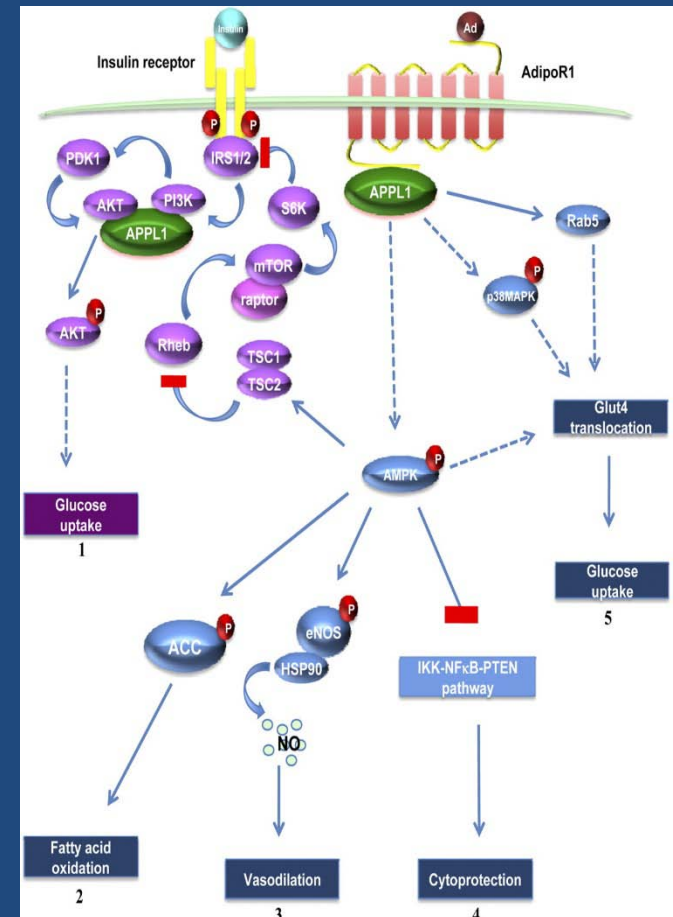 Insulin
Ad
Insulin receptor
AdipoR1
P
P
PDK1
IRS1/2
AKT
PI3K
APPL1
S6K
APPL1
Rab5
mTOR
raptor
P
p38MAPK
P
AKT
Rheb
TSC1
TSC2
Glut4
translocation
P
AMPK
Glucose
uptake
1
Glucose
uptake
5
P
ACC
P
eNOS
HSP90
IKK-NFκB-PTEN
pathway
NO
Fatty acid
oxidation
2
Vasodilation
3
Cytoprotection
4